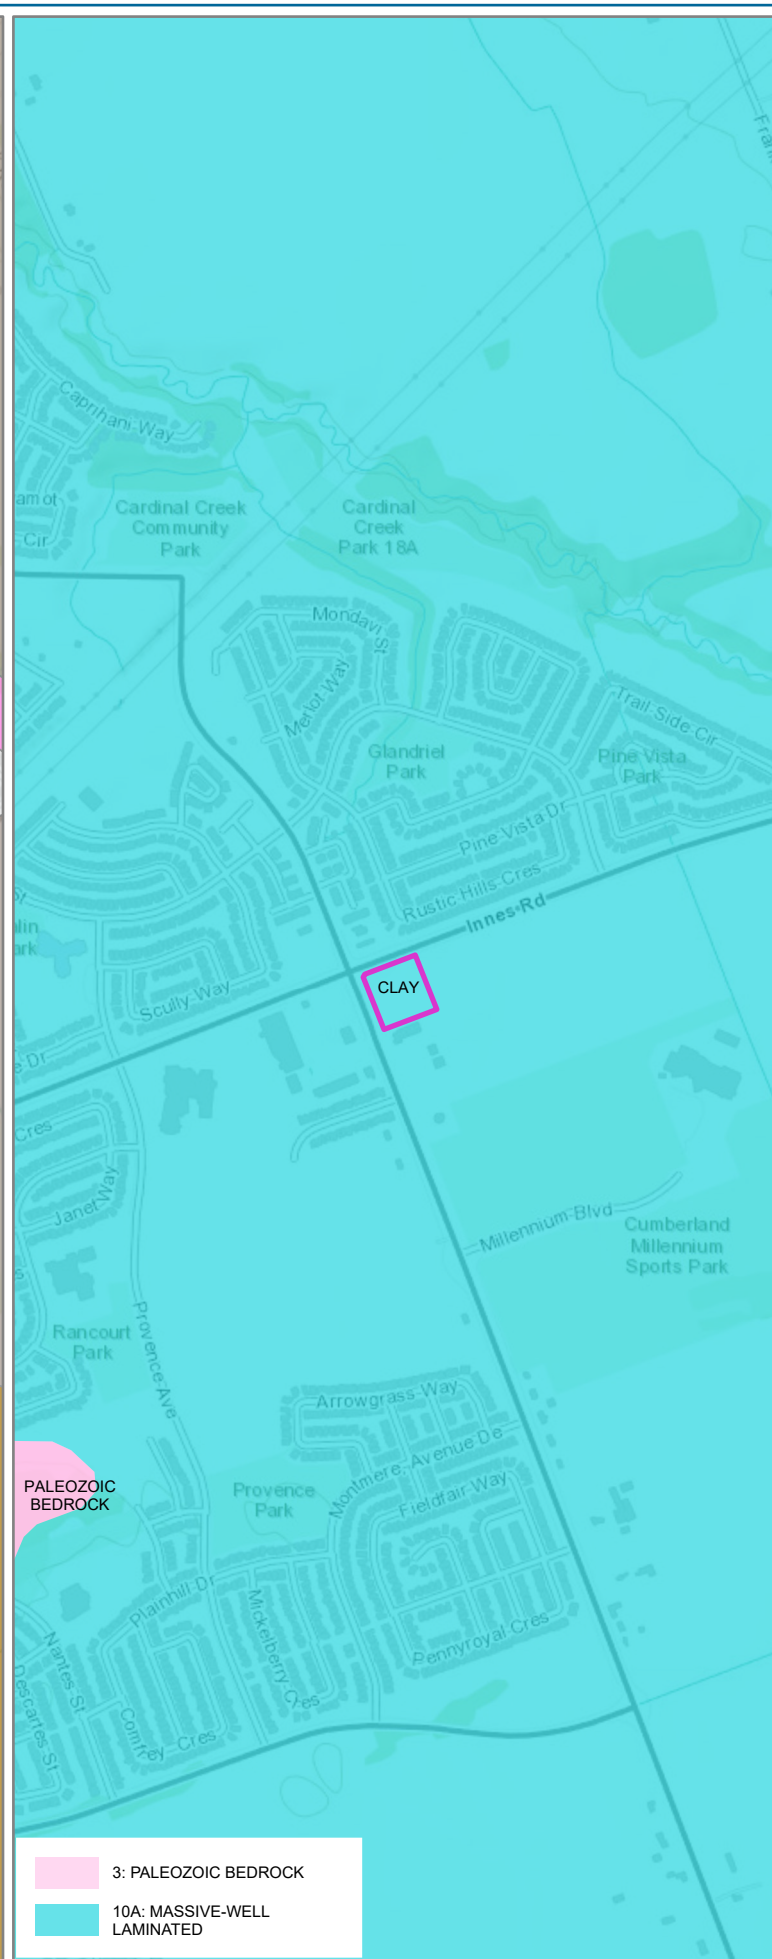 Caprihani Way
Cardinal Creek
Community
Park
Cardinal
Creek
Park 18A
Cir
Mondavi St
Merlot Way
Glandriel
Park
Trail Side Cir
Pine Vista
Park
Pine Vista Dr
Rustic Hills Cres
Innes Rd
CLAY
Scully Way
Cres
Janet Way
Millennium Blvd
Cumberland
Millennium
Sports Park
Rancourt
Park
Provence Ave
Arrowgrass Way
PALEOZOIC
BEDROCK
Provence
Park
Montmere, Avenue De
Fieldfair Way
Plainhill Dr
Mickelberry Cres
Pennyroyal Cres
Nantes St
Descartes St
Comfrey Cres
3: PALEOZOIC BEDROCK
10A: MASSIVE-WELL
LAMINATED